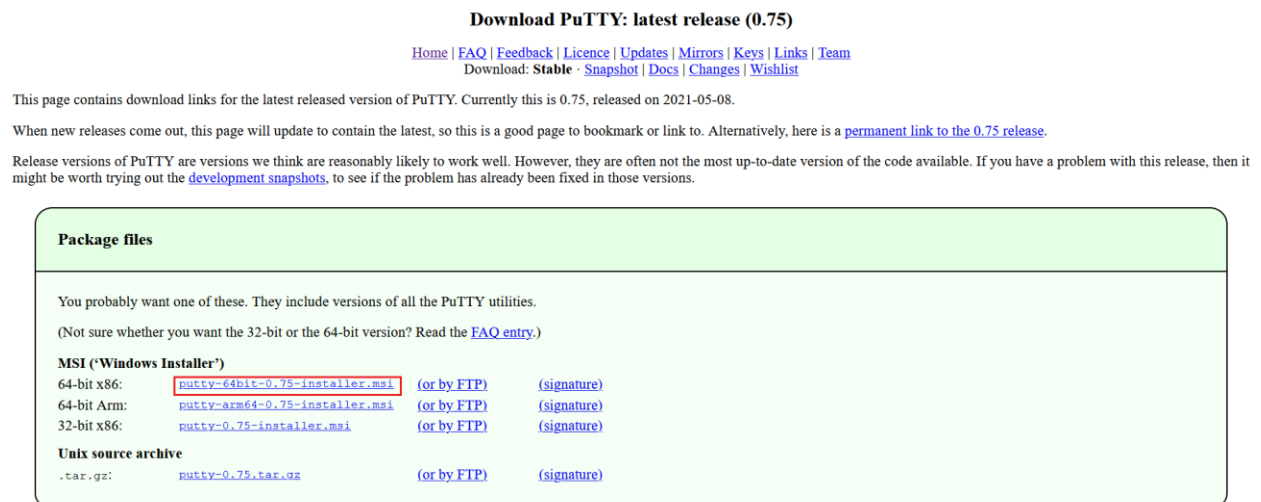 Download PuTTY: latest release (0.75)
Home | FAQ | Feedback | Licence | Updates | Mirrors | Keys | Links | Team
Download: Stable · Snapshot | Docs | Changes | Wishlist
This page contains download links for the latest released version of PuTTY. Currently this is 0.75, released on 2021-05-08.
When new releases come out, this page will update to contain the latest, so this is a good page to bookmark or link to. Alternatively, here is a permanent link to the 0.75 release.
Release versions of PuTTY are versions we think are reasonably likely to work well. However, they are often not the most up-to-date version of the code available. If you have a problem with this release, then it
might be worth trying out the development snapshots, to see if the problem has already been fixed in those versions.
Package files
You probably want one of these. They include versions of all the PuTTY utilities.
(Not sure whether you want the 32-bit or the 64-bit version? Read the FAQ entry.)
MSI (‘Windows Installer’)
64-bit x86: putty-64bit-0.75-installer.msi (or by FTP) (signature)
64-bit Arm: putty-arm64-0.75-installer.msi (or by FTP) (signature)
32-bit x86: putty-0.75-installer.msi (or by FTP) (signature)
Unix source archive
.tar.gz: putty-0.75.tar.gz (or by FTP) (signature)